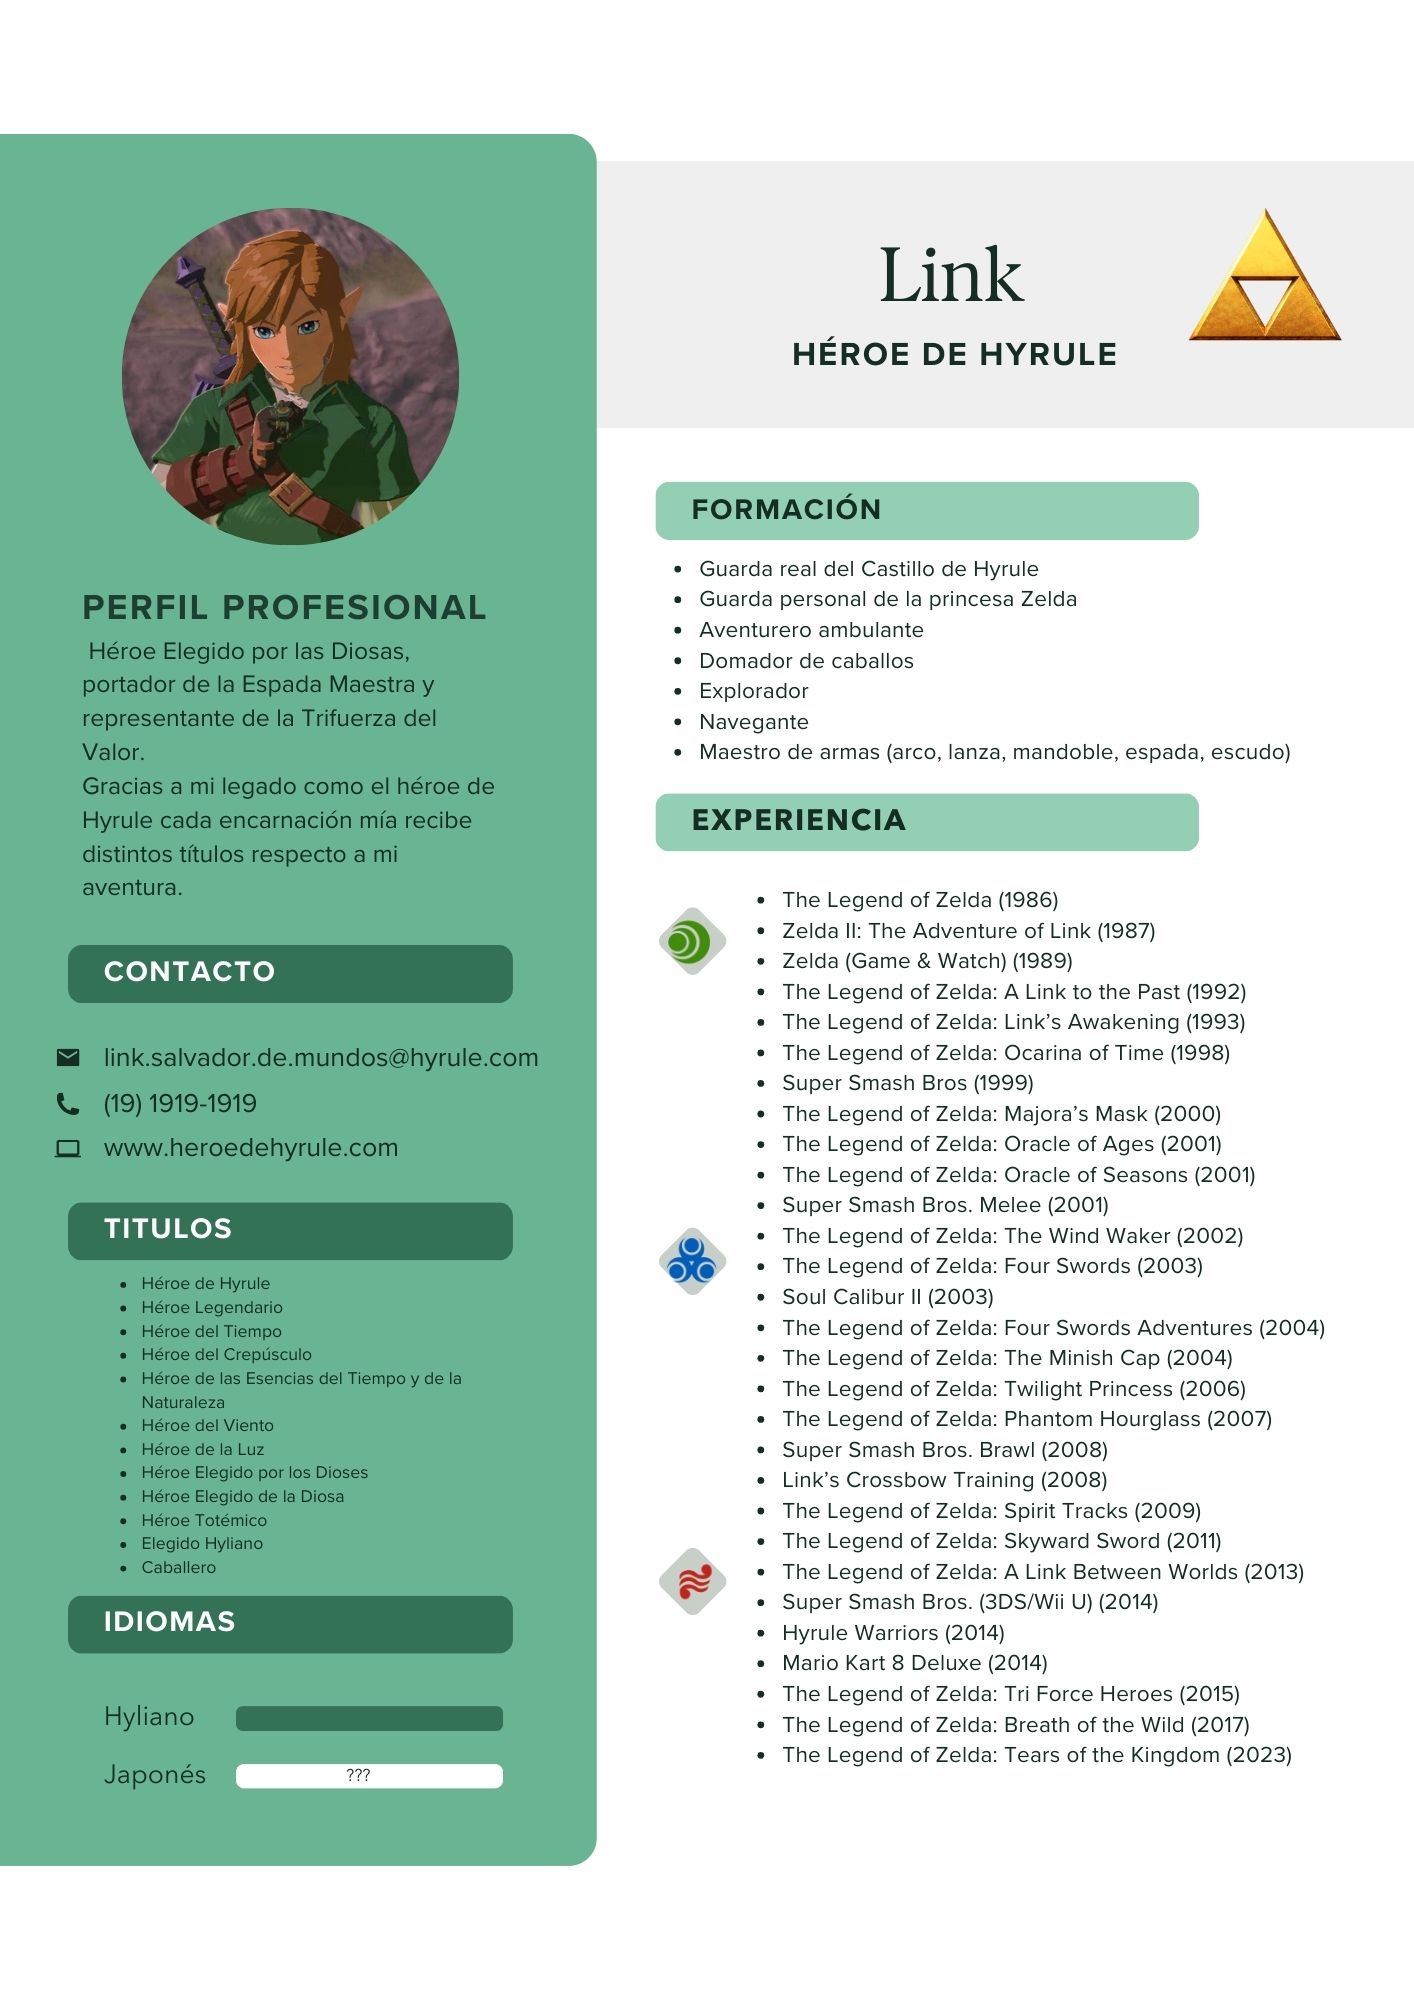 Link
HÉROE DE HYRULE
PERFIL PROFESIONAL
Héroe Elegido por las Diosas,
portador de la Espada Maestra y
representante de la Trifuerza del
Valor.
Gracias a mi legado como el héroe de
Hyrule cada encarnación mía recibe
distintos títulos respecto a mi
aventura.
CONTACTO
link.salvador.de.mundos@hyrule.com
(19) 1919-1919
www.heroedehyrule.com
TITULOS
Héroe de Hyrule
Héroe Legendario
Héroe del Tiempo
Héroe del Crepúsculo
Héroe de las Esencias del Tiempo y de la
Naturaleza
Héroe del Viento
Héroe de la Luz
Héroe Elegido por los Dioses
Héroe Elegido de la Diosa
Héroe Totémico
Elegido Hyliano
Caballero
IDIOMAS
Hyliano
Japonés ???
FORMACIÓN
Guarda real del Castillo de Hyrule
Guarda personal de la princesa Zelda
Aventurero ambulante
Domador de caballos
Explorador
Navegante
Maestro de armas (arco, lanza, mandoble, espada, escudo)
EXPERIENCIA
The Legend of Zelda (1986)
Zelda II: The Adventure of Link (1987)
Zelda (Game & Watch) (1989)
The Legend of Zelda: A Link to the Past (1992)
The Legend of Zelda: Link’s Awakening (1993)
The Legend of Zelda: Ocarina of Time (1998)
Super Smash Bros (1999)
The Legend of Zelda: Majora’s Mask (2000)
The Legend of Zelda: Oracle of Ages (2001)
The Legend of Zelda: Oracle of Seasons (2001)
Super Smash Bros. Melee (2001)
The Legend of Zelda: The Wind Waker (2002)
The Legend of Zelda: Four Swords (2003)
Soul Calibur II (2003)
The Legend of Zelda: Four Swords Adventures (2004)
The Legend of Zelda: The Minish Cap (2004)
The Legend of Zelda: Twilight Princess (2006)
The Legend of Zelda: Phantom Hourglass (2007)
Super Smash Bros. Brawl (2008)
Link’s Crossbow Training (2008)
The Legend of Zelda: Spirit Tracks (2009)
The Legend of Zelda: Skyward Sword (2011)
The Legend of Zelda: A Link Between Worlds (2013)
Super Smash Bros. (3DS/Wii U) (2014)
Hyrule Warriors (2014)
Mario Kart 8 Deluxe (2014)
The Legend of Zelda: Tri Force Heroes (2015)
The Legend of Zelda: Breath of the Wild (2017)
The Legend of Zelda: Tears of the Kingdom (2023)